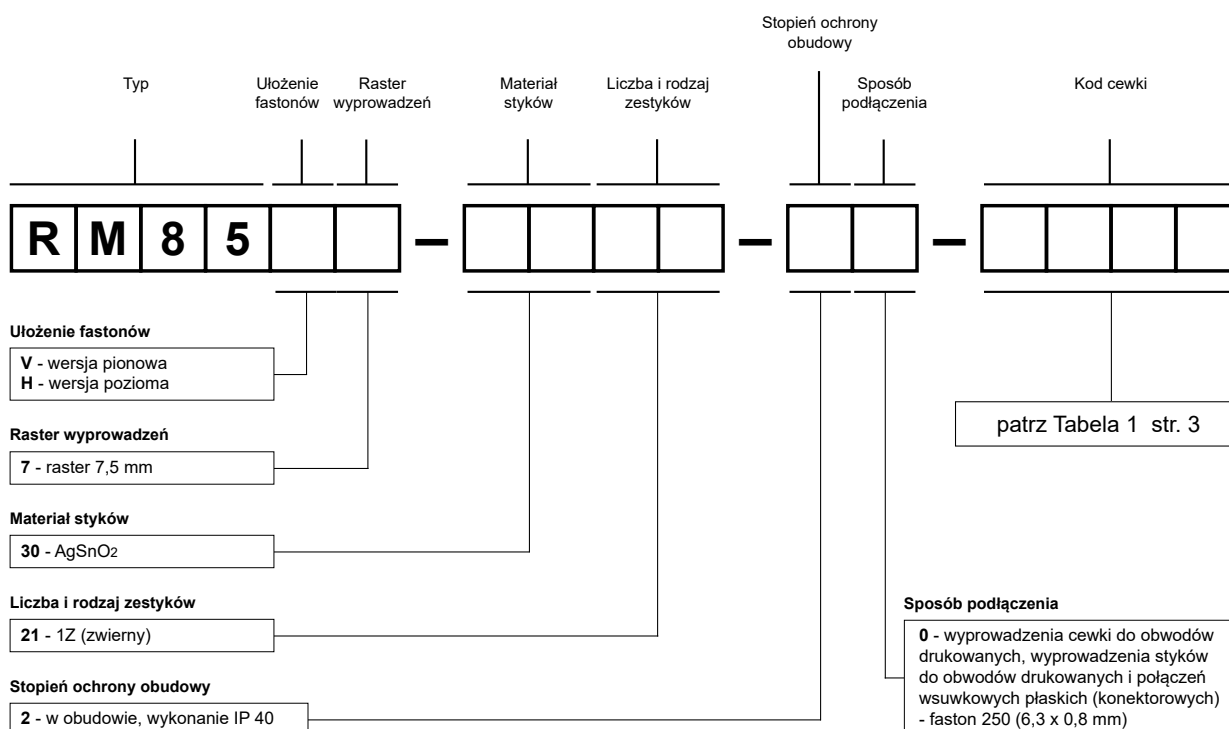 Stopień ochrony
obudowy
Typ
Ułożenie
fastonów
Raster
wyprowadzeń
Materiał
styków
Liczba i rodzaj
zestyków
Sposób
podłączenia
Kod cewki
R M 8 5 – – –
Ułożenie fastonów
V - wersja pionowa
H - wersja pozioma
Raster wyprowadzeń
7 - raster 7,5 mm
Materiał styków
30 - AgSnO2
Liczba i rodzaj zestyków
21 - 1Z (zwierny)
Stopień ochrony obudowy
2 - w obudowie, wykonanie IP 40
patrz Tabela 1 str. 3
Sposób podłączenia
0 - wyprowadzenia cewki do obwodów
drukowanych, wyprowadzenia styków
do obwodów drukowanych i połączeń
wsuwkowych płaskich (konektorowych)
- faston 250 (6,3 x 0,8 mm)